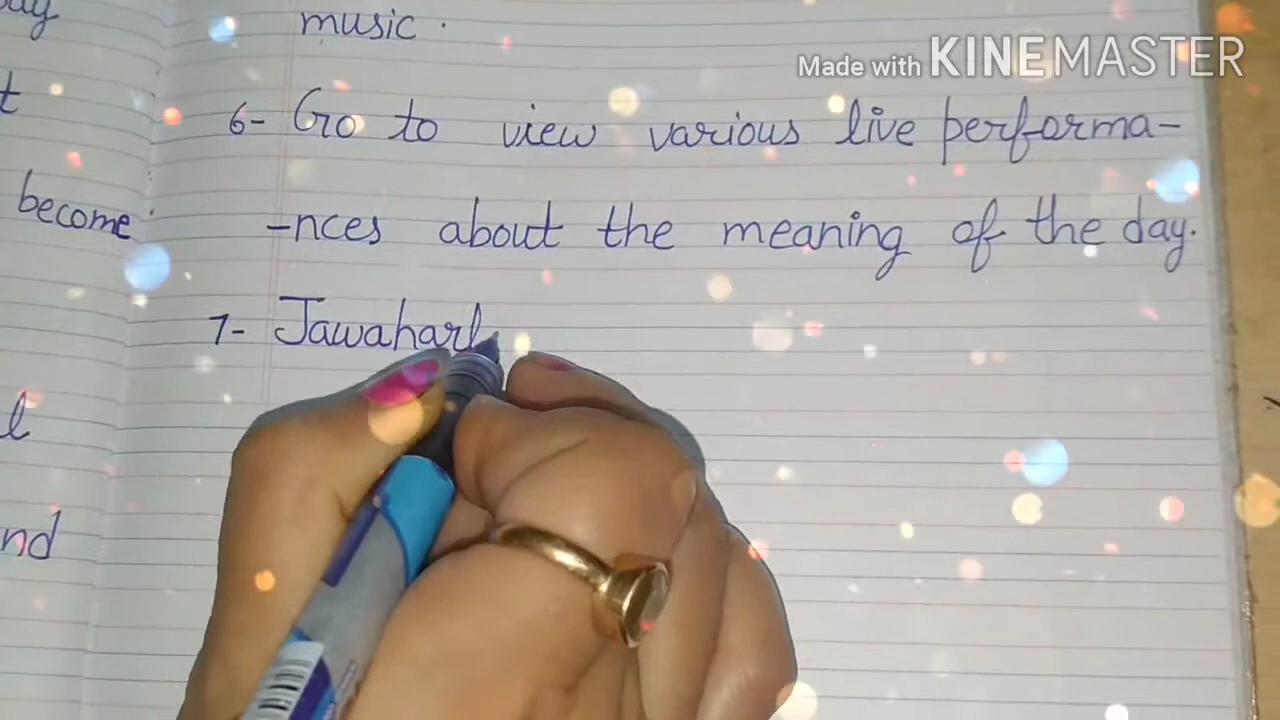 music.
Made with KINEMASTER
6- Go to view various live performa-
become
-nces about the meaning of the day.
7- Jawaharl
nd